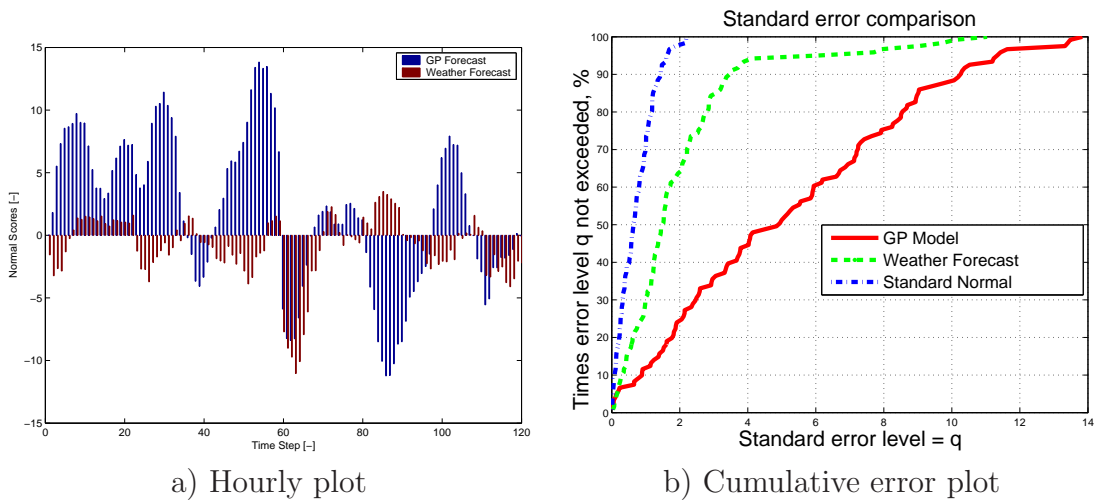 15
10
5
0
−5
−10
−15
0
20
40
60
80
100
120
Normal Scores [−]
Time Step [−]
GP Forecast
Weather Forecast
a) Hourly plot
Standard error comparison
100
90
80
70
60
50
40
30
20
10
0
0
2
4
6
8
10
12
14
Times error level q not exceeded, %
Standard error level = q
GP Model
Weather Forecast
Standard Normal
b) Cumulative error plot